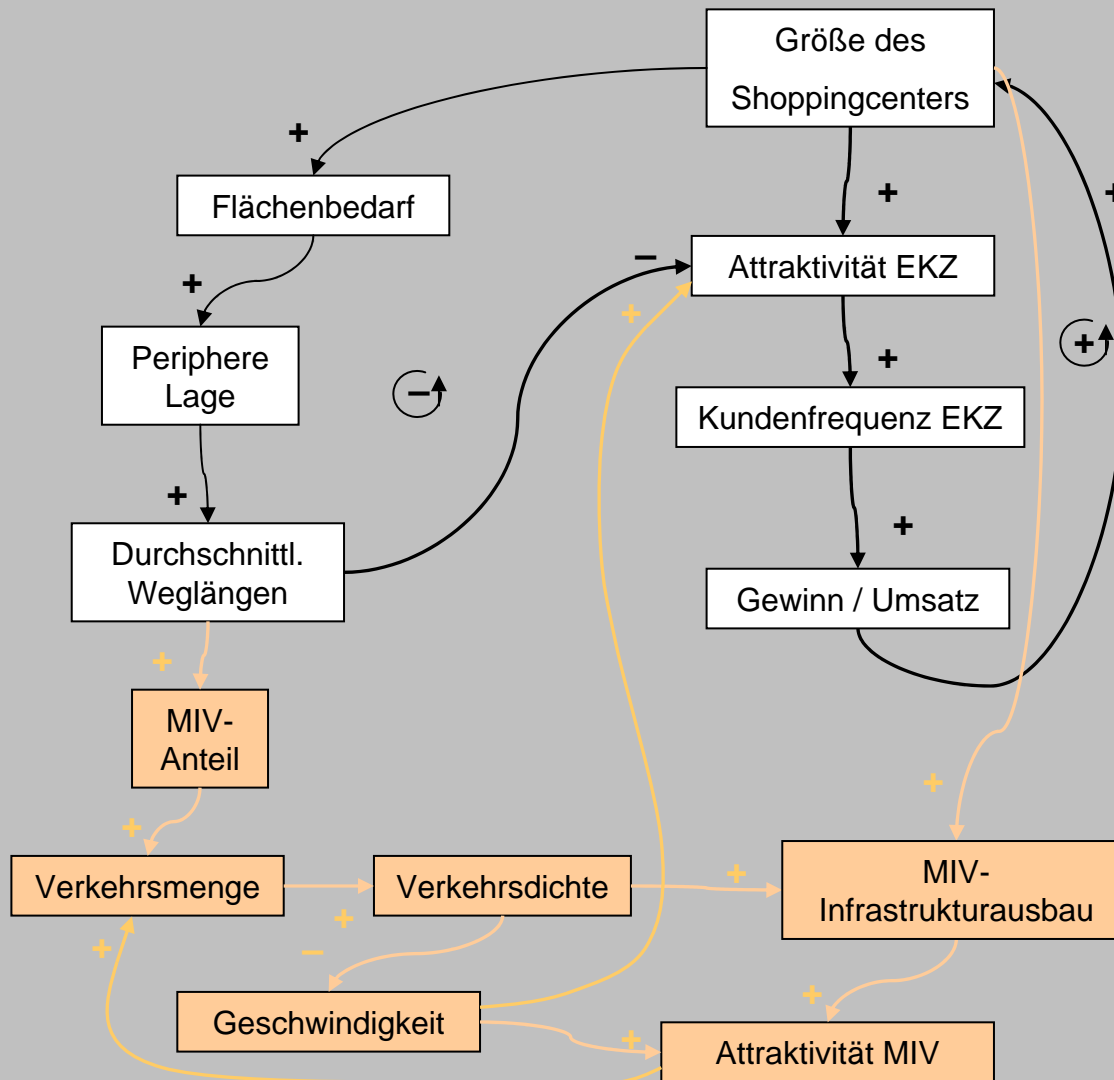 Größe des
Shoppingcenters
+
Flächenbedarf
+
+
Attraktivität EKZ
–
+
+
Periphere
Lage
–
+
+
Kundenfrequenz EKZ
+
+
Durchschnittl.
Weglängen
Gewinn / Umsatz
+
MIV-
Anteil
+
+
Verkehrsmenge
Verkehrsdichte
+
MIV-
Infrastrukturausbau
+
+
–
Geschwindigkeit
+
+
Attraktivität MIV